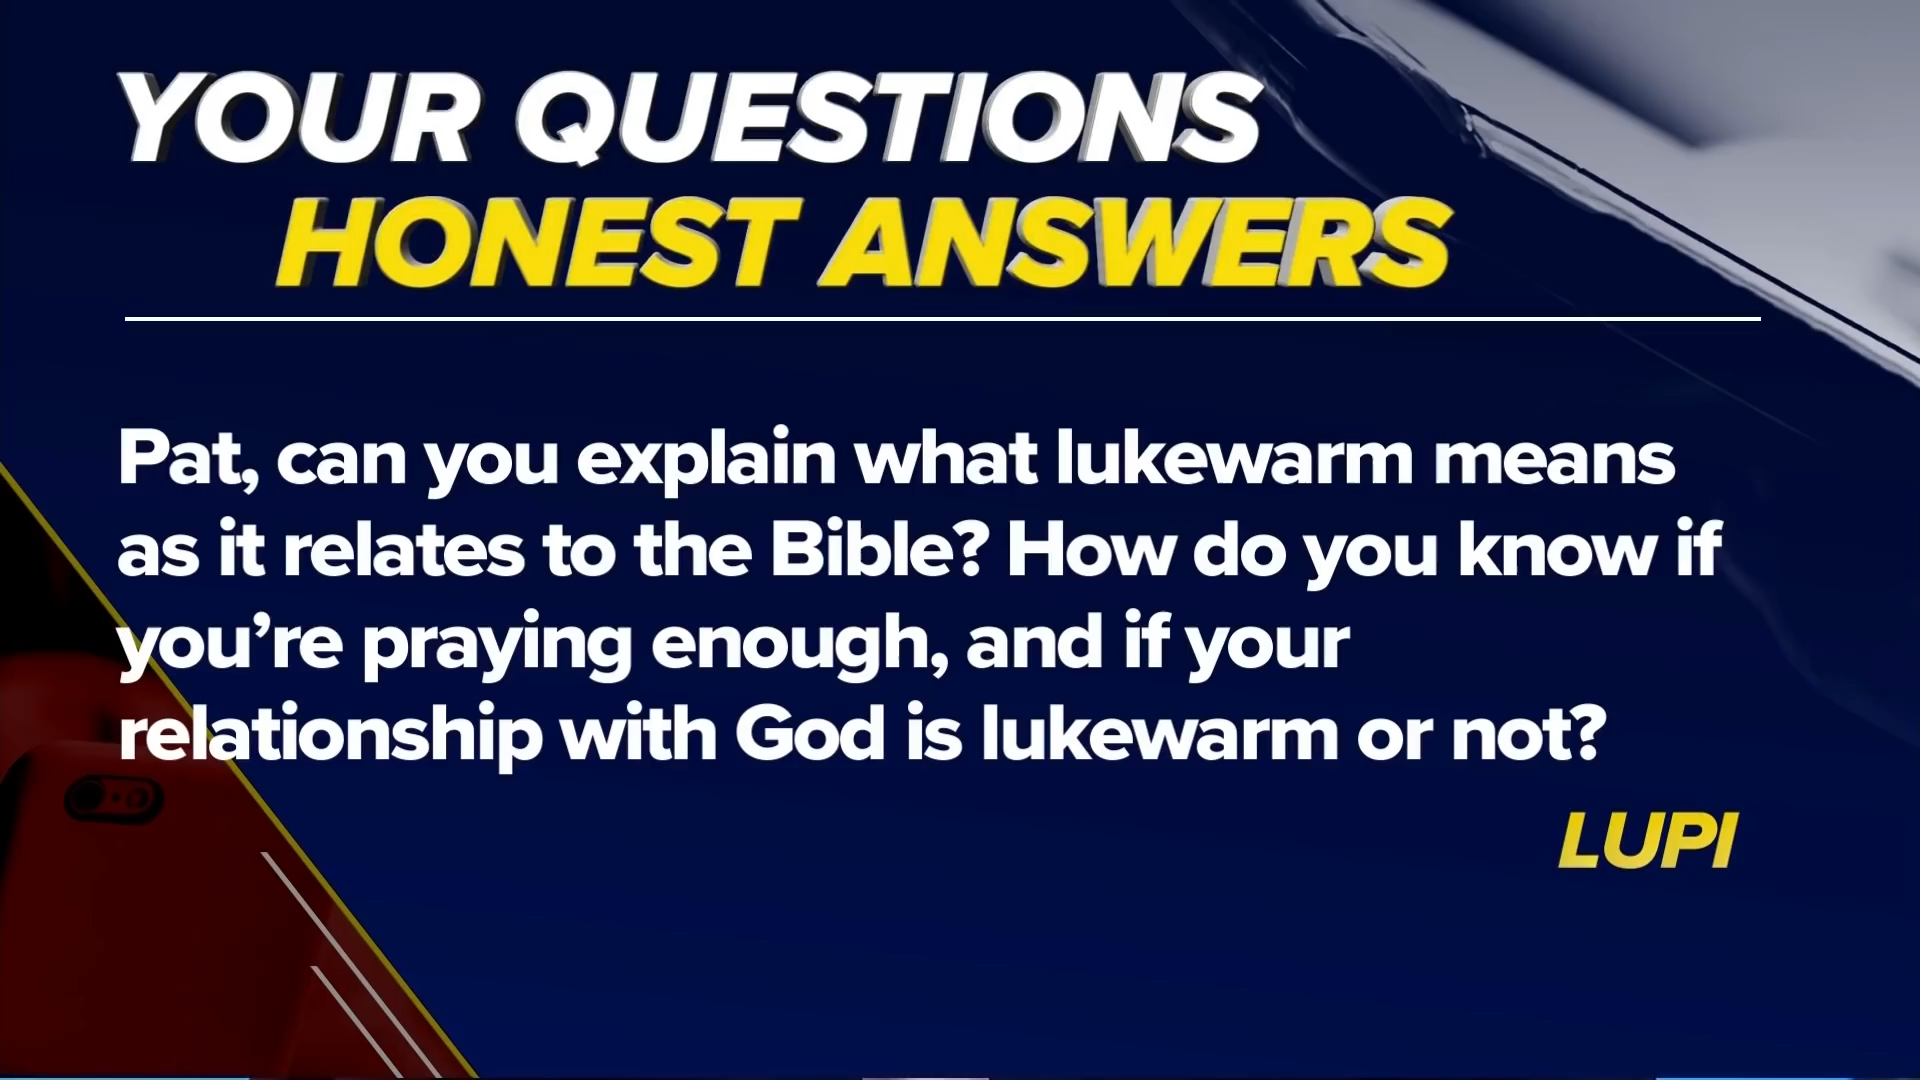 YOUR QUESTIONS
HONEST ANSWERS
Pat, can you explain what lukewarm means
as it relates to the Bible? How do you know if
you’re praying enough, and if your
relationship with God is lukewarm or not?
LUPI